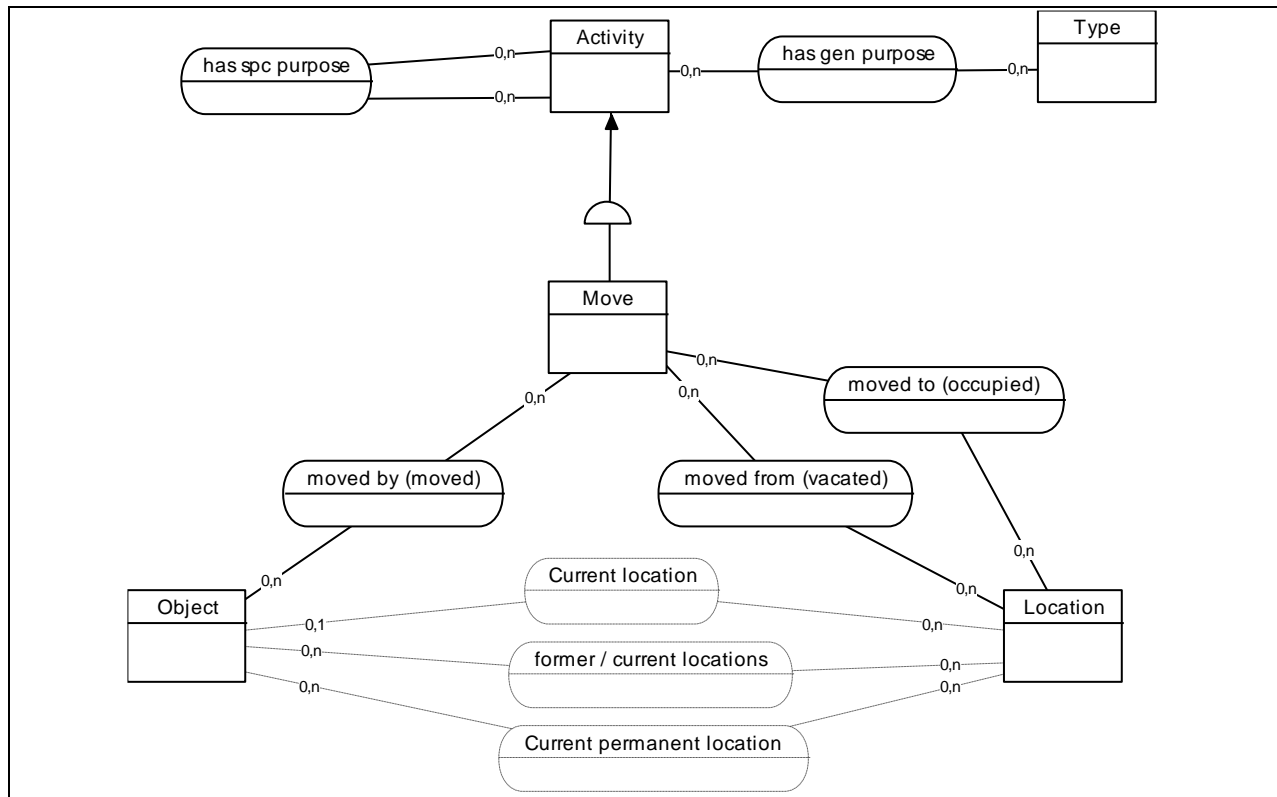 Activity
Type
has spc purpose
0,n
0,n
0,n
has gen purpose
0,n
Move
0,n
0,n
0,n
moved to (occupied)
moved by (moved)
moved from (vacated)
0,n
0,n
0,n
Object
Current location
Location
0,1
0,n
0,n
former / current locations
0,n
0,n
Current permanent location
0,n